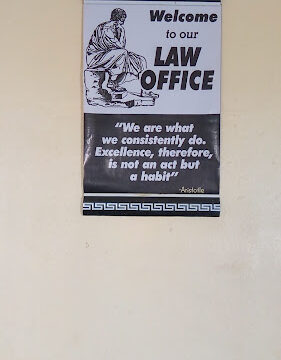 Welcome
to our
LAW
OFFICE
"We are what
we consistently do.
Excellence, therefore,
is not an act but
a habit"
-Aristotle